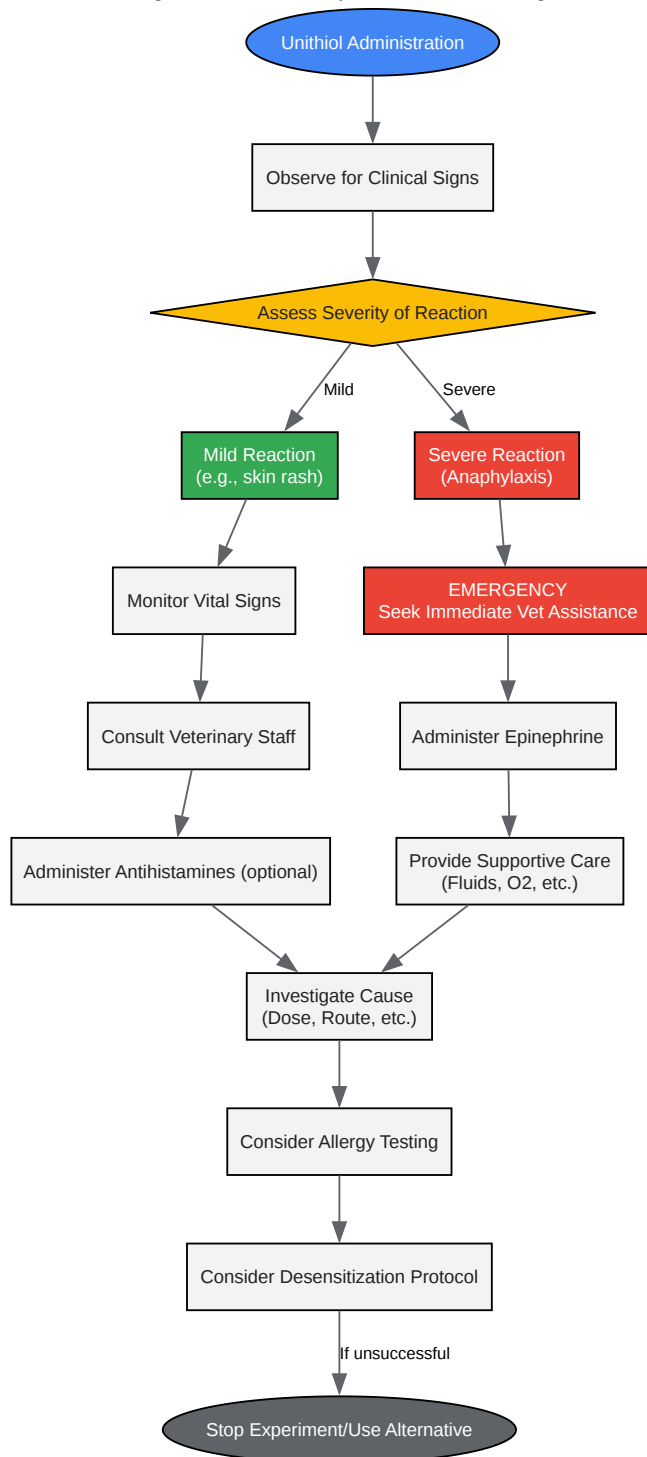 Unithiol Administration
Observe for Clinical Signs
Assess Severity of Reaction
Mild
Severe
Mild Reaction
(e.g., skin rash)
Severe Reaction
(Anaphylaxis)
Monitor Vital Signs
EMERGENCY
Seek Immediate Vet Assistance
Consult Veterinary Staff
Administer Epinephrine
Administer Antihistamines (optional)
Provide Supportive Care
(Fluids, O2, etc.)
Investigate Cause
(Dose, Route, etc.)
Consider Allergy Testing
Consider Desensitization Protocol
If unsuccessful
Stop Experiment/Use Alternative